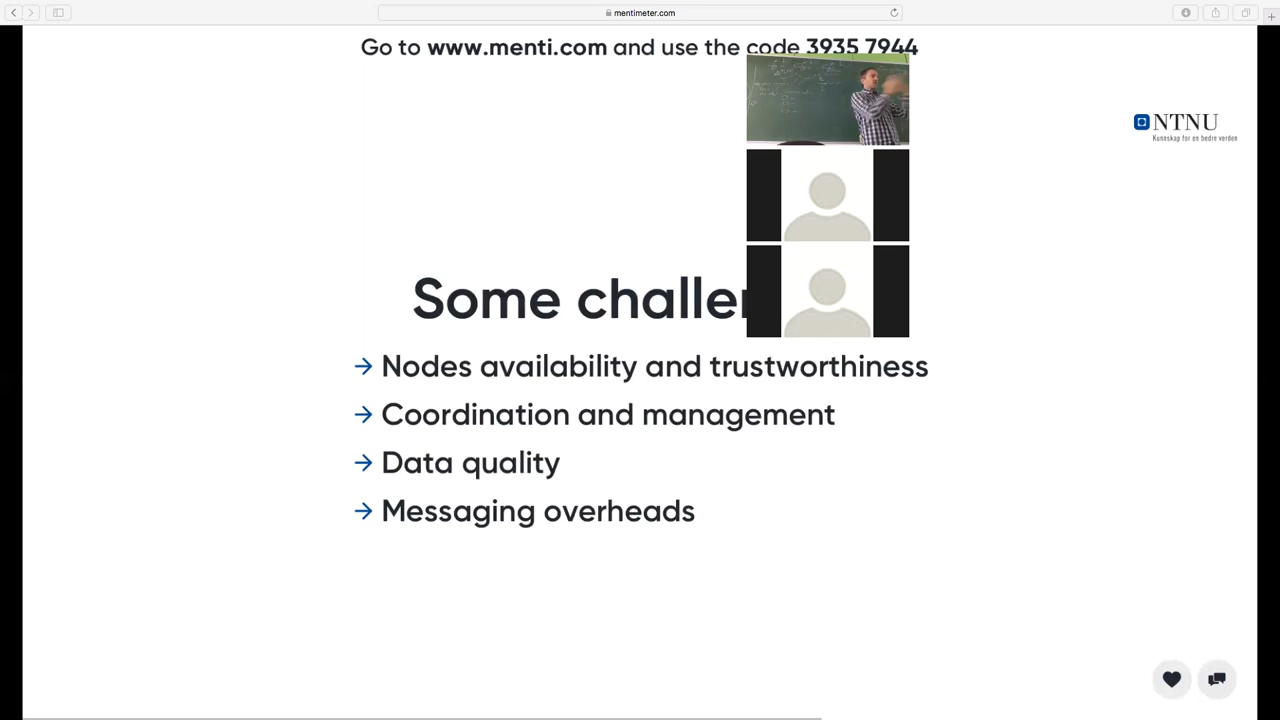 mentimeter.com
Go to www.menti.com and use the code 3935 7944
NTNU
Kunnskap for en bedre verden
Some
Nodes availability and trustworthiness
Coordination and management
Data quality
Messaging overheads